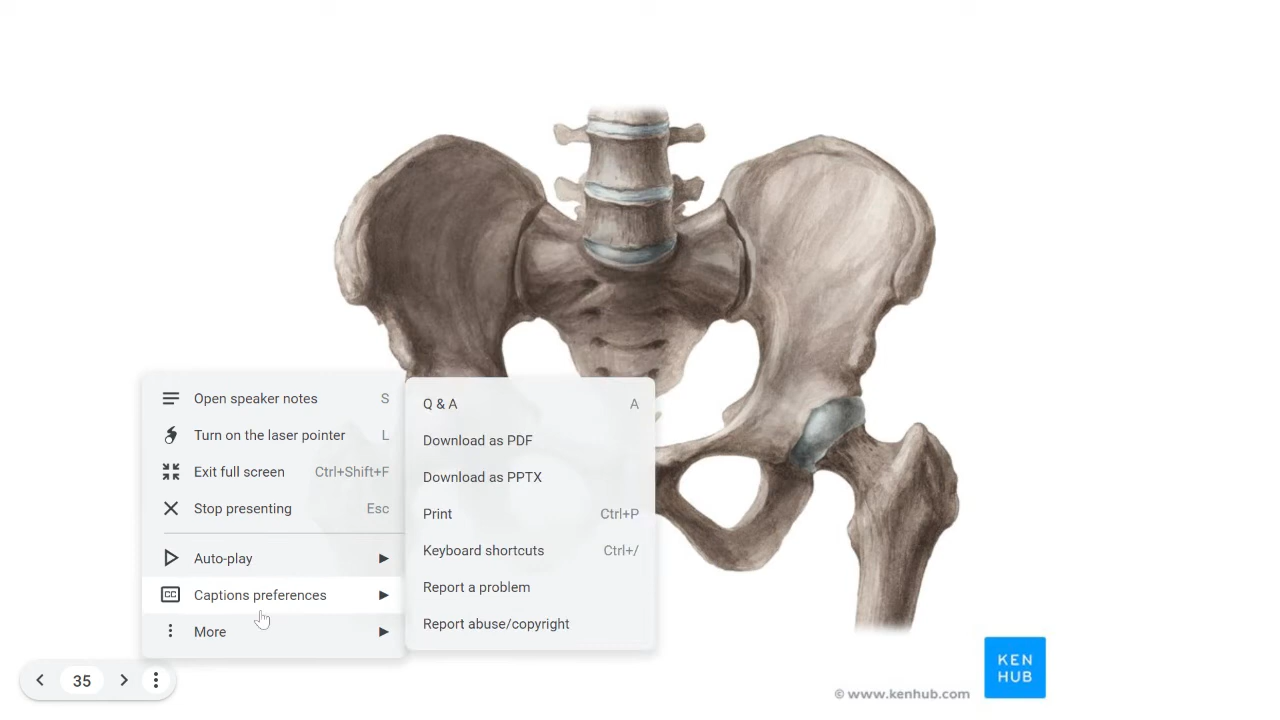 Open speaker notes S
Turn on the laser pointer L
Exit full screen Ctrl+Shift+F
Stop presenting Esc
Auto-play
CC Captions preferences
More
Q & A A
Download as PDF
Download as PPTX
Print Ctrl+P
Keyboard shortcuts Ctrl+/
Report a problem
Report abuse/copyright
35
KEN
HUB
© www.kenhub.com